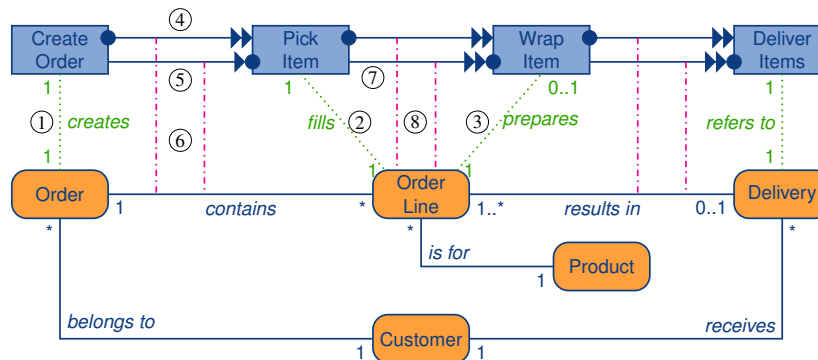 ④
Create
Order
Pick
Item
Wrap
Item
Deliver
Items
⑤
⑦
1
1
0..1
1
①
creates
⑥
fills
②
⑧
③
prepares
refers to
1
1
1
1
Order
Order
Line
Delivery
1
contains
*
1..*
results in
0..1
*
*
*
is for
1
Product
belongs to
receives
1
Customer
1